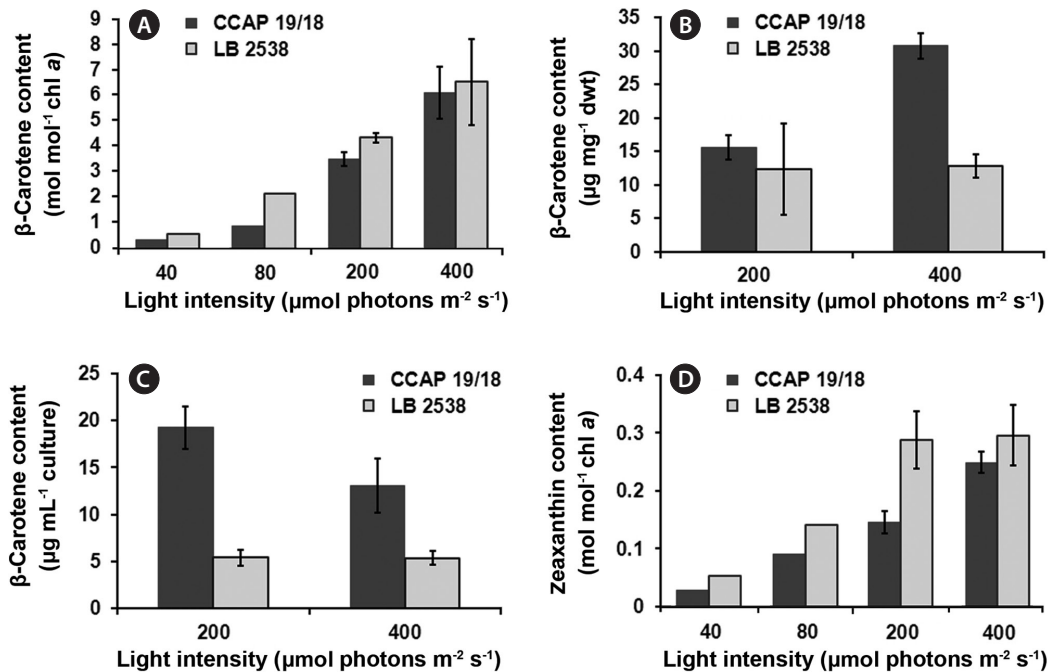 A
CCAP 19/18
LB 2538
β-Carotene content
(mol mol⁻¹ chl a)
9
8
7
6
5
4
3
2
1
0
40 80 200 400
Light intensity (µmol photons m⁻² s⁻¹)
B
CCAP 19/18
LB 2538
β-Carotene content
(µg mg⁻¹ dwt)
35
30
25
20
15
10
5
0
200 400
Light intensity (µmol photons m⁻² s⁻¹)
C
CCAP 19/18
LB 2538
β-Carotene content
(µg mL⁻¹ culture)
25
20
15
10
5
0
200 400
Light intensity (µmol photons m⁻² s⁻¹)
D
CCAP 19/18
LB 2538
Zeaxanthin content
(mol mol⁻¹ chl a)
0.4
0.3
0.2
0.1
0
40 80 200 400
Light intensity (µmol photons m⁻² s⁻¹)